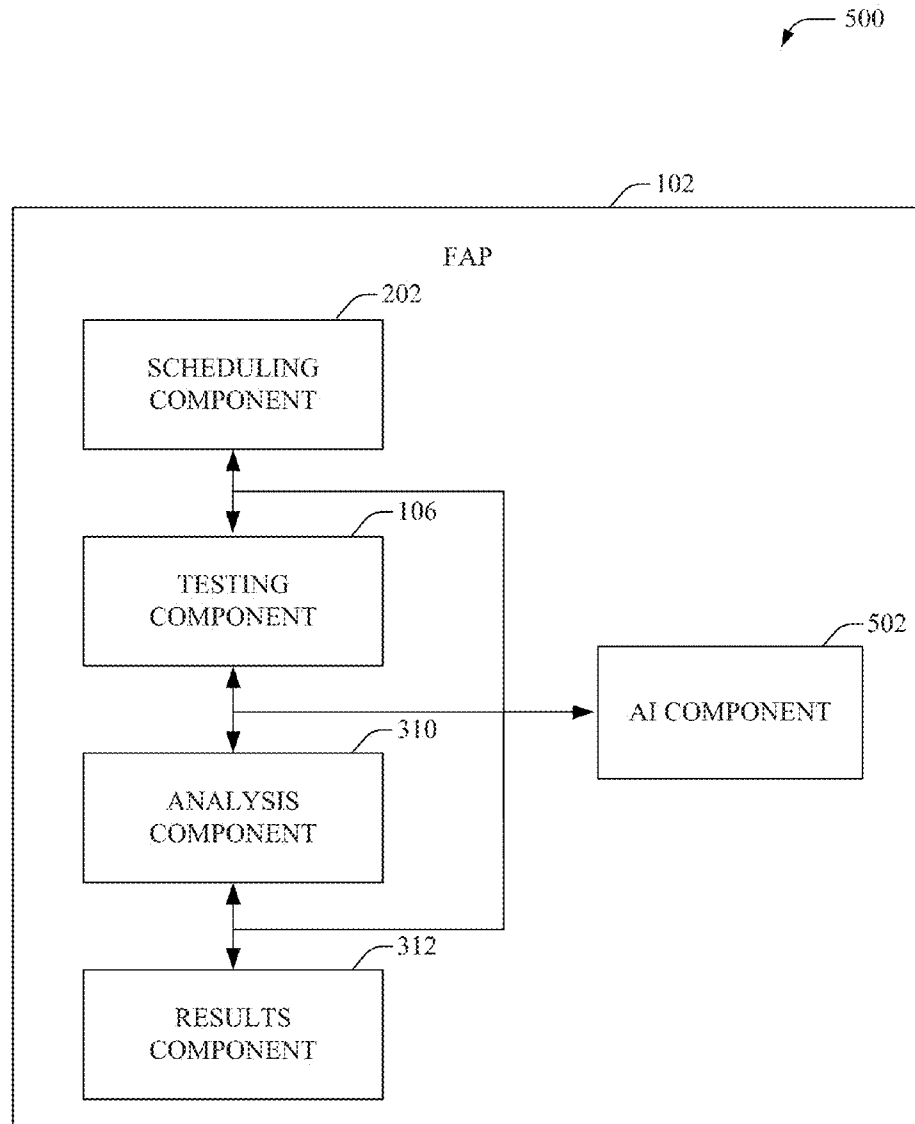 500
102
FAP
202
SCHEDULING
COMPONENT
106
TESTING
COMPONENT
502
AI COMPONENT
310
ANALYSIS
COMPONENT
312
RESULTS
COMPONENT